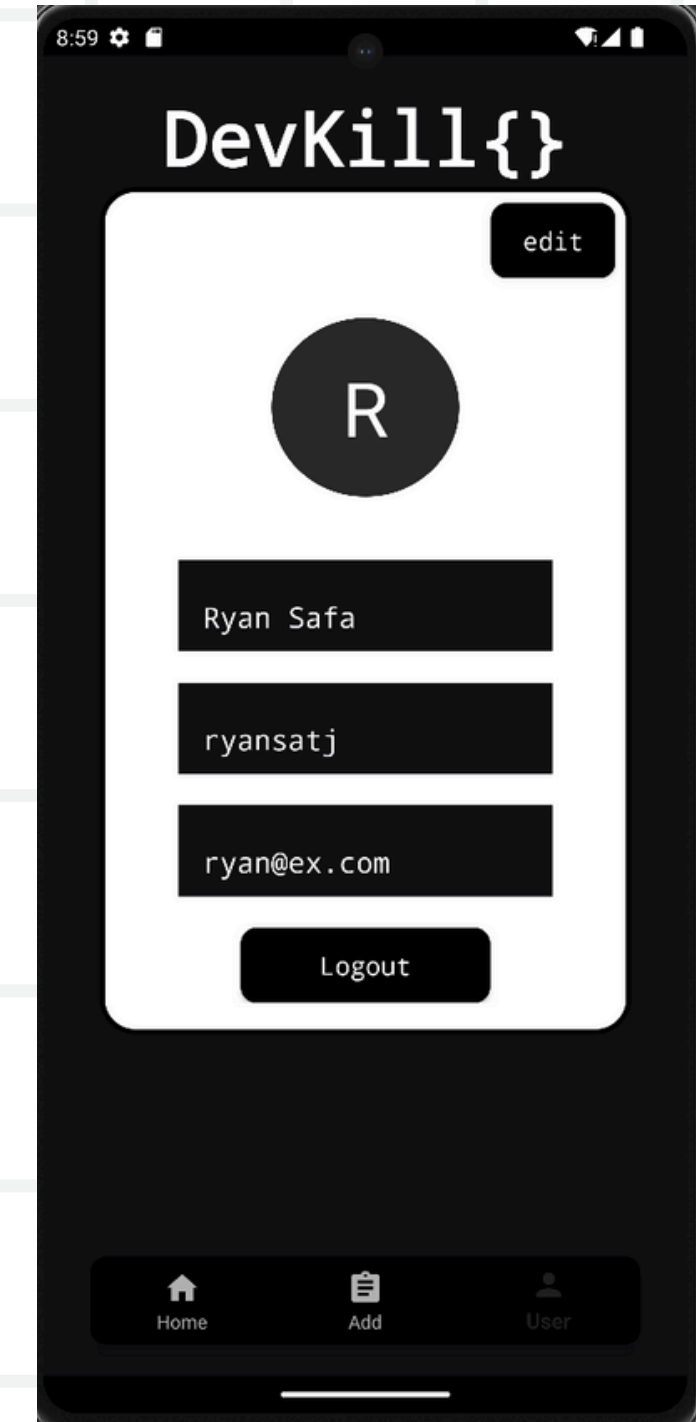 8:59
DevKill{}
edit
R
Ryan Safa
ryansatj
ryan@ex.com
Logout
Home Add User